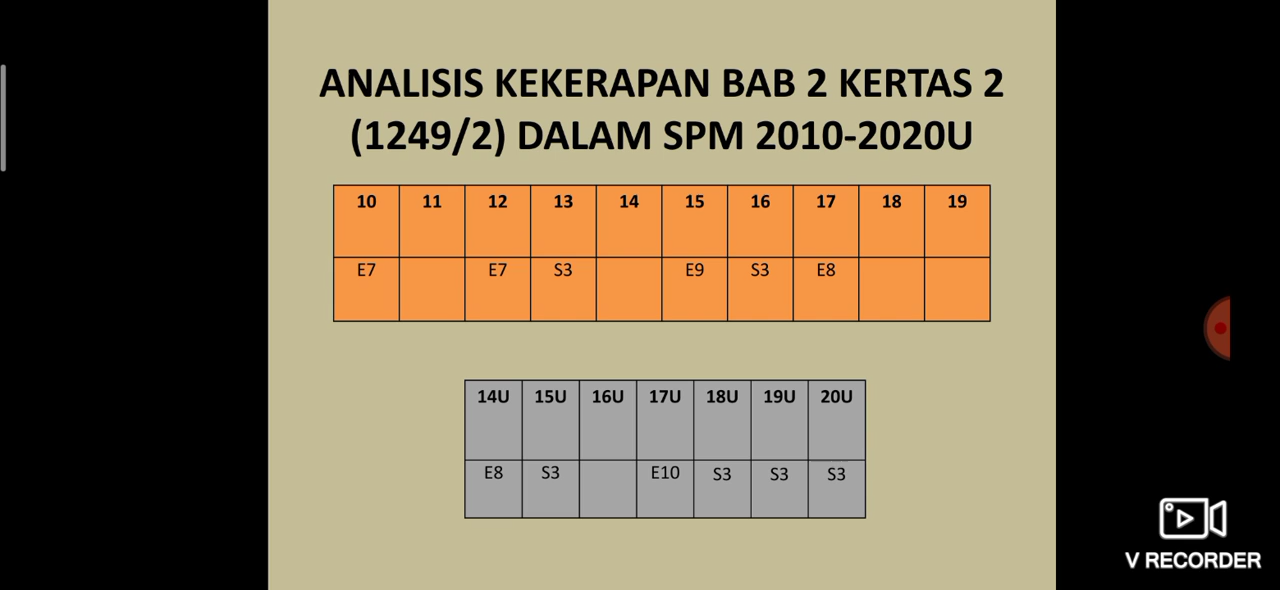 ANALISIS KEKERAPAN BAB 2 KERTAS 2
(1249/2) DALAM SPM 2010-2020U
10 11 12 13 14 15 16 17 18 19
E7 E7 S3 E9 S3 E8
14U 15U 16U 17U 18U 19U 20U
E8 S3 E10 S3 S3 S3
V RECORDER